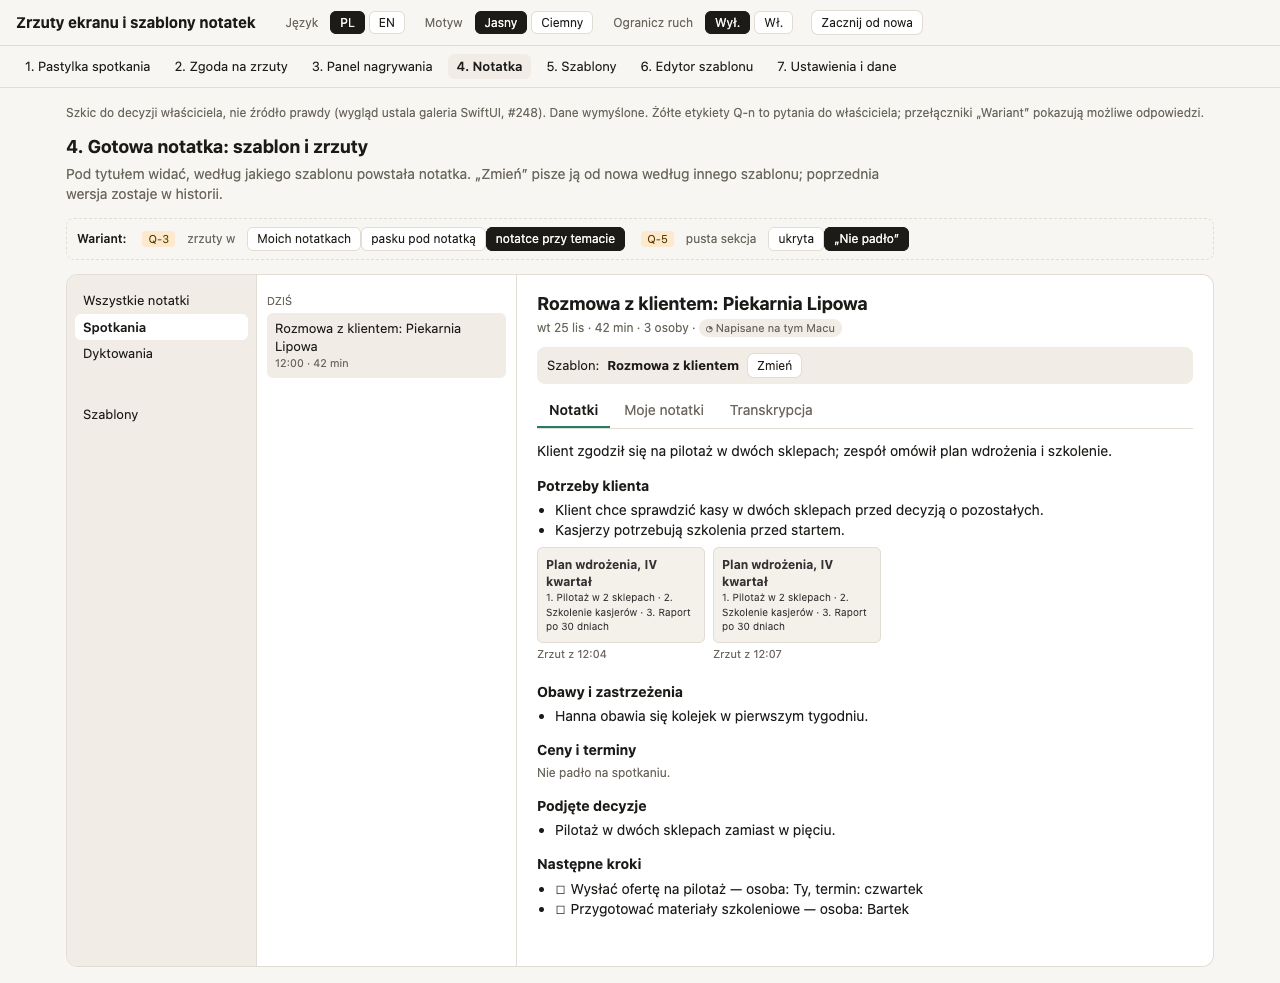 Zrzuty ekranu i szablony notatek
Język PL EN Motyw Jasny Ciemny Ogranicz ruch Wył. Wł. Zacznij od nowa
1. Pastylka spotkania 2. Zgoda na zrzuty 3. Panel nagrywania 4. Notatka 5. Szablony 6. Edytor szablonu 7. Ustawienia i dane
Szkic do decyzji właściciela, nie źródło prawdy (wygląd ustala galeria SwiftUI, #248). Dane wymyślone. Żółte etykiety Q-n to pytania do właściciela; przełączniki „Wariant” pokazują możliwe odpowiedzi.
4. Gotowa notatka: szablon i zrzuty
Pod tytułem widać, według jakiego szablonu powstała notatka. „Zmień” pisze ją od nowa według innego szablonu; poprzednia
wersja zostaje w historii.
Wariant: Q-3 zrzuty w Moich notatkach pasku pod notatką notatce przy temacie Q-5 pusta sekcja ukryta „Nie padło”
Wszystkie notatki
Spotkania
Dyktowania
Szablony
DZIŚ
Rozmowa z klientem: Piekarnia
Lipowa
12:00 · 42 min
Rozmowa z klientem: Piekarnia Lipowa
wt 25 lis · 42 min · 3 osoby · Napisane na tym Macu
Szablon: Rozmowa z klientem Zmień
Notatki Moje notatki Transkrypcja
Klient zgodził się na pilotaż w dwóch sklepach; zespół omówił plan wdrożenia i szkolenie.
Potrzeby klienta
• Klient chce sprawdzić kasy w dwóch sklepach przed decyzją o pozostałych.
• Kasjerzy potrzebują szkolenia przed startem.
Plan wdrożenia, IV
kwartał
1. Pilotaż w 2 sklepach · 2.
Szkolenie kasjerów · 3. Raport
po 30 dniach
Zrzut z 12:04
Plan wdrożenia, IV
kwartał
1. Pilotaż w 2 sklepach · 2.
Szkolenie kasjerów · 3. Raport
po 30 dniach
Zrzut z 12:07
Obawy i zastrzeżenia
• Hanna obawia się kolejek w pierwszym tygodniu.
Ceny i terminy
Nie padło na spotkaniu.
Podjęte decyzje
• Pilotaż w dwóch sklepach zamiast w pięciu.
Następne kroki
• ☐ Wysłać ofertę na pilotaż — osoba: Ty, termin: czwartek
• ☐ Przygotować materiały szkoleniowe — osoba: Bartek